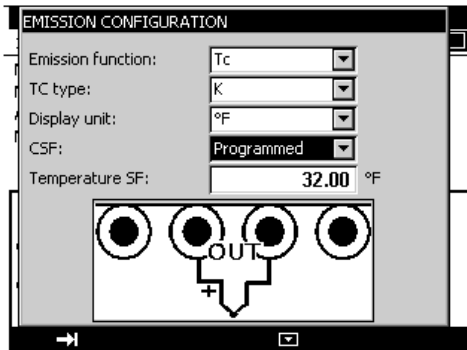 EMISSION CONFIGURATION
Emission function: Tc
TC type: K
Display unit: °F
CSF: Programmed
Temperature SF: 32.00 °F
OUT
+